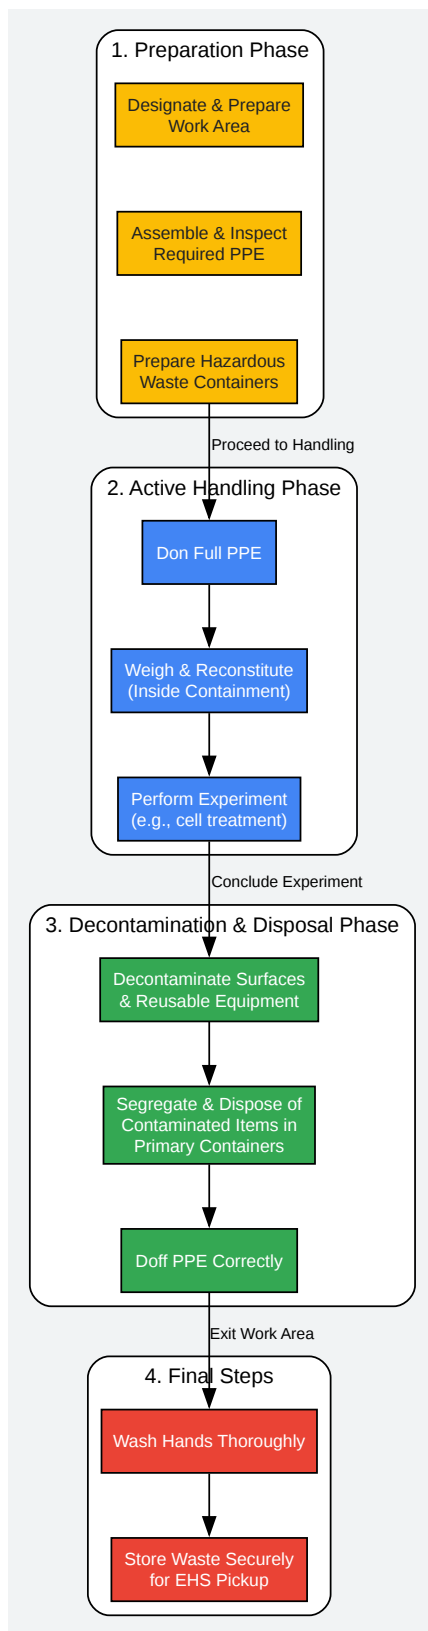 1. Preparation Phase
Designate & Prepare
Work Area
Assemble & Inspect
Required PPE
Prepare Hazardous
Waste Containers
Proceed to Handling
2. Active Handling Phase
Don Full PPE
Weigh & Reconstitute
(Inside Containment)
Perform Experiment
(e.g., cell treatment)
Conclude Experiment
3. Decontamination & Disposal Phase
Decontaminate Surfaces
& Reusable Equipment
Segregate & Dispose of
Contaminated Items in
Primary Containers
Doff PPE Correctly
Exit Work Area
4. Final Steps
Wash Hands Thoroughly
Store Waste Securely
for EHS Pickup